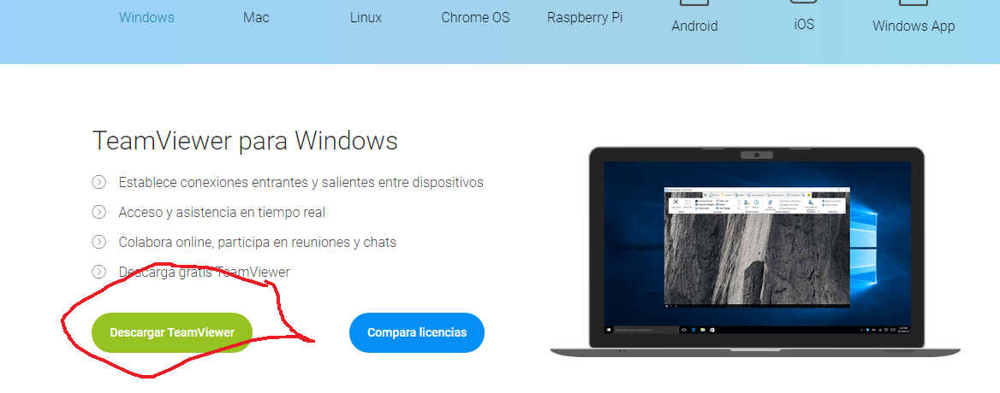 Windows Mac Linux Chrome OS Raspberry Pi Android iOS Windows App
TeamViewer para Windows
Establece conexiones entrantes y salientes entre dispositivos
Acceso y asistencia en tiempo real
Colabora online, participa en reuniones y chats
Descarga gratis TeamViewer
Descargar TeamViewer Compara licencias